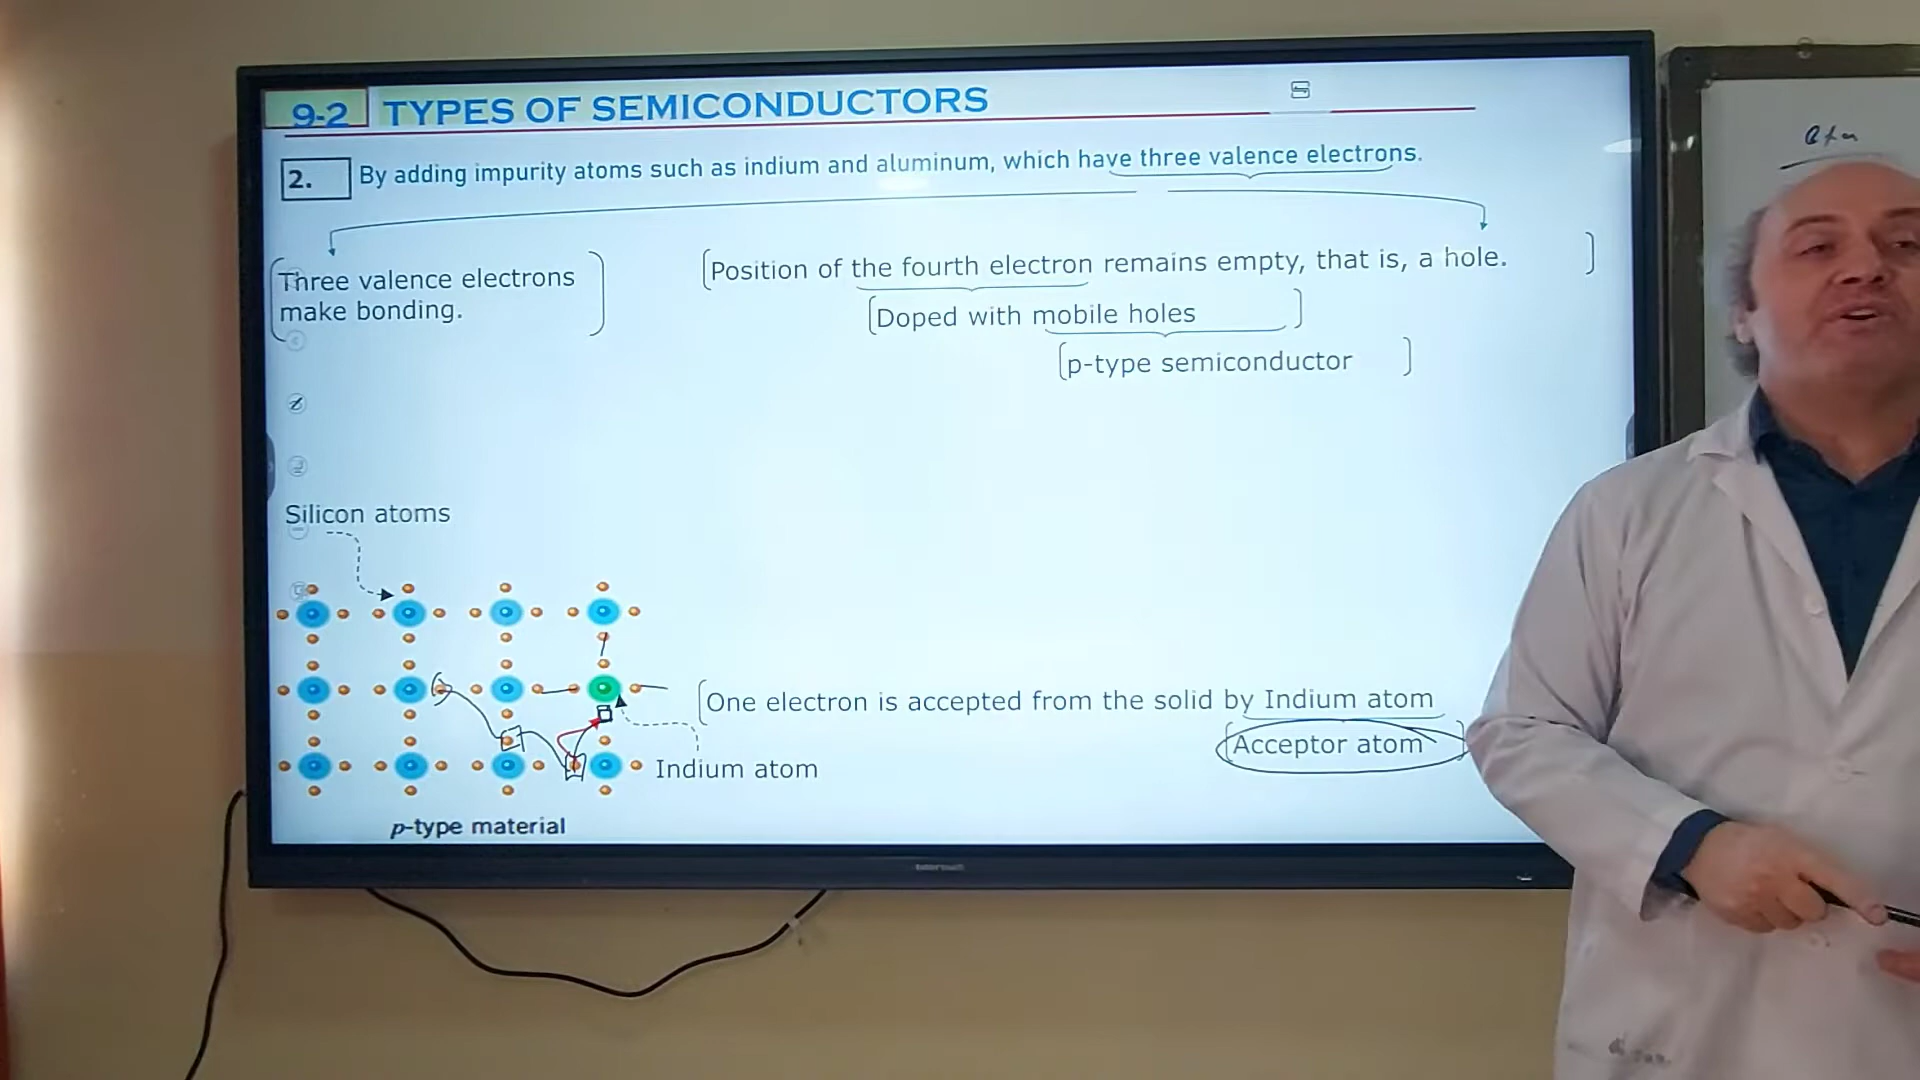 9-2 TYPES OF SEMICONDUCTORS
2. By adding impurity atoms such as indium and aluminum, which have three valence electrons.
Three valence electrons
make bonding.
Position of the fourth electron remains empty, that is, a hole.
Doped with mobile holes
p-type semiconductor
Silicon atoms
One electron is accepted from the solid by Indium atom
Acceptor atom
Indium atom
p-type material